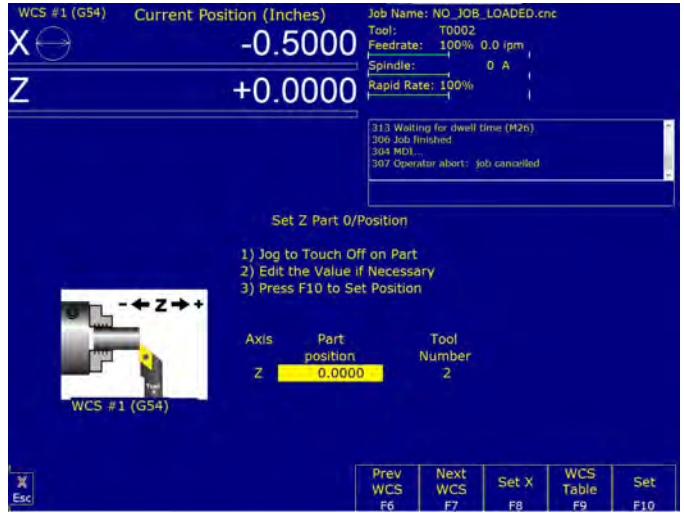 WCS #1 (G54) Current Position (Inches)
X -0.5000
Z +0.0000
Job Name: NO_JOB_LOADED.cnc
Tool: T0002
Feedrate: 100% 0.0 ipm
Spindle: 0 A
Rapid Rate: 100%
313 Waiting for dwell time (M26)
306 Job finished
304 MDI...
307 Operator abort: job cancelled
Set Z Part 0/Position
1) Jog to Touch Off on Part
2) Edit the Value if Necessary
3) Press F10 to Set Position
- Z +
WCS #1 (G54)
Axis Part position Tool Number
Z 0.0000 2
X Esc
Prev WCS F6
Next WCS F7
Set X F8
WCS Table F9
Set F10